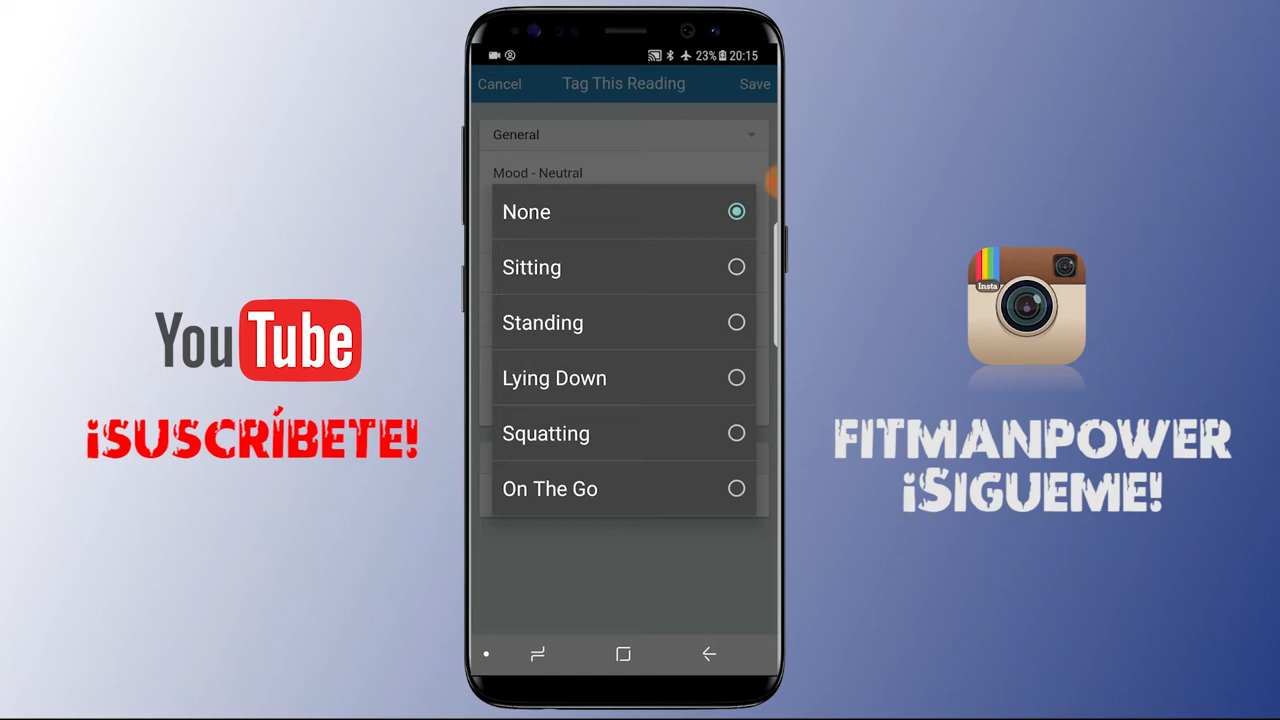 23% 20:15
Cancel Tag This Reading Save
General
Mood - Neutral
None
Sitting
Standing
Lying Down
Squatting
On The Go
YouTube
¡SUSCRÍBETE!
Insta
FITMANPOWER
¡SIGUEME!